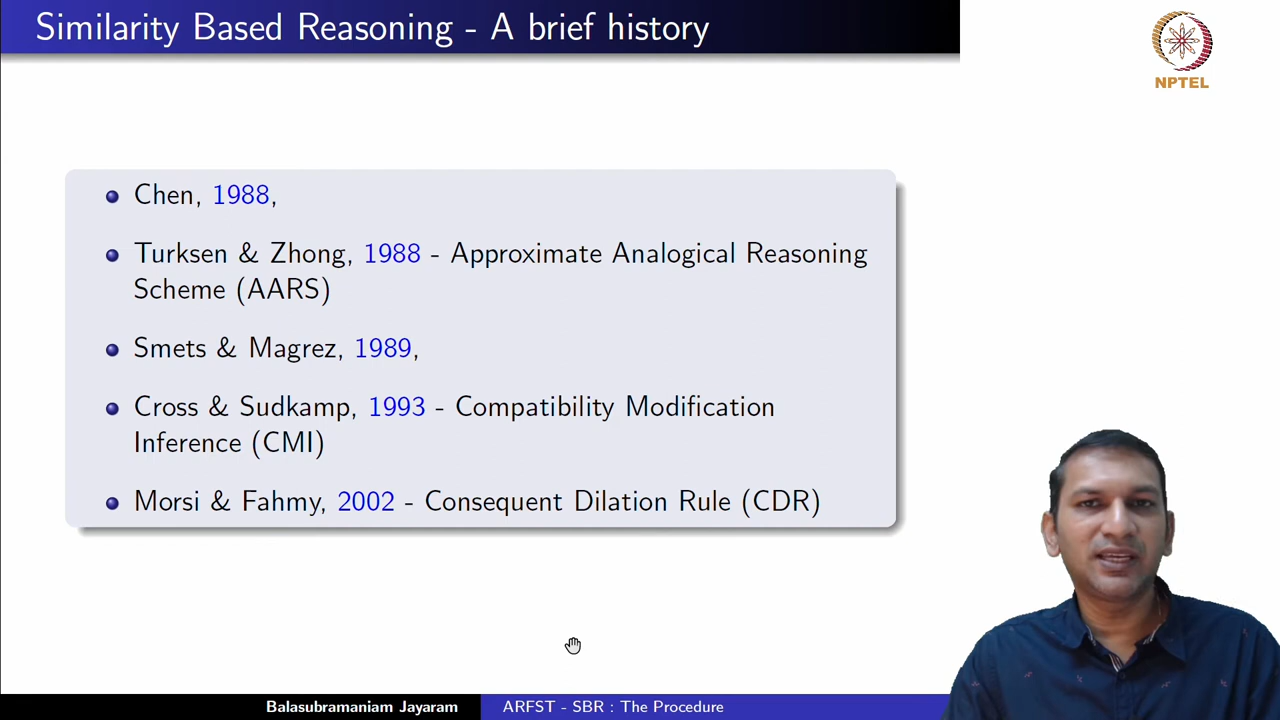 Similarity Based Reasoning - A brief history
NPTEL
Chen, 1988,
Turksen & Zhong, 1988 - Approximate Analogical Reasoning
Scheme (AARS)
Smets & Magrez, 1989,
Cross & Sudkamp, 1993 - Compatibility Modification
Inference (CMI)
Morsi & Fahmy, 2002 - Consequent Dilation Rule (CDR)
Balasubramaniam Jayaram
ARFST - SBR : The Procedure